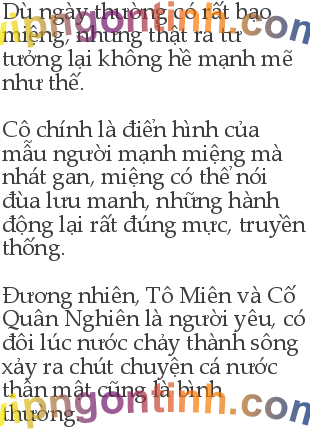 Dù ngày thường có rất bạo
miệng, nhưng thật ra tư
tưởng lại không hề mạnh mẽ
như thế.
Cô chính là điển hình của
mẫu người mạnh miệng mà
nhát gan, miệng có thể nói
đùa lưu manh, những hành
động lại rất đúng mực, truyền
thống.
Đương nhiên, Tô Miên và Cố
Quân Nghiên là người yêu, có
đôi lúc nước chảy thành sông
xảy ra chút chuyện cá nước
thân mật cũng là bình
thường.
vipngontinh.com
vipngontinh.com